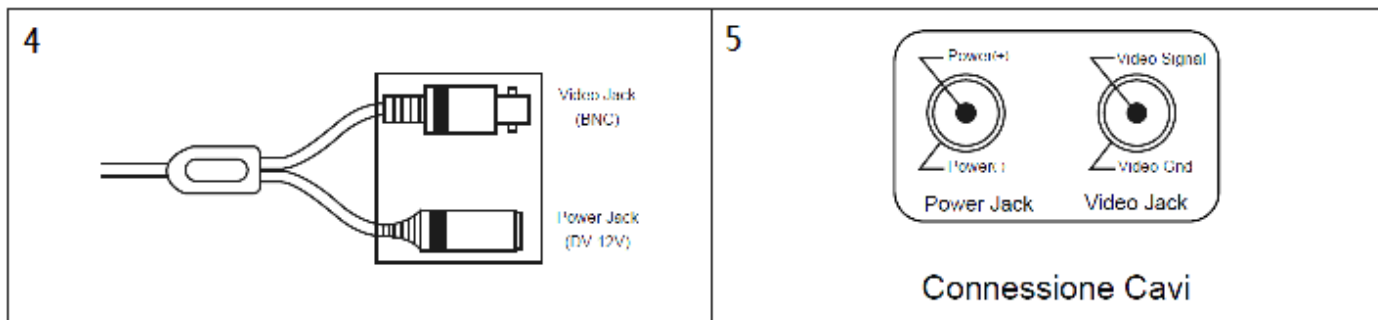 4
Video Jack
(BNC)
Power Jack
(DV 12V)
5
Power(+)
Video Signal
Power(-)
Video Gnd
Power Jack
Video Jack
Connessione Cavi